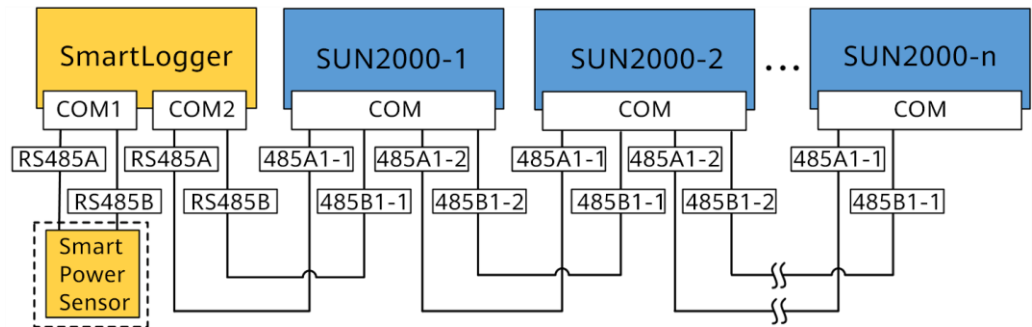 SmartLogger
SUN2000-1
SUN2000-2
...
SUN2000-n
COM1
COM2
COM
COM
COM
RS485A
RS485A
485A1-1
485A1-2
485A1-1
485A1-2
485A1-1
RS485B
RS485B
485B1-1
485B1-2
485B1-1
485B1-2
485B1-1
Smart
Power
Sensor